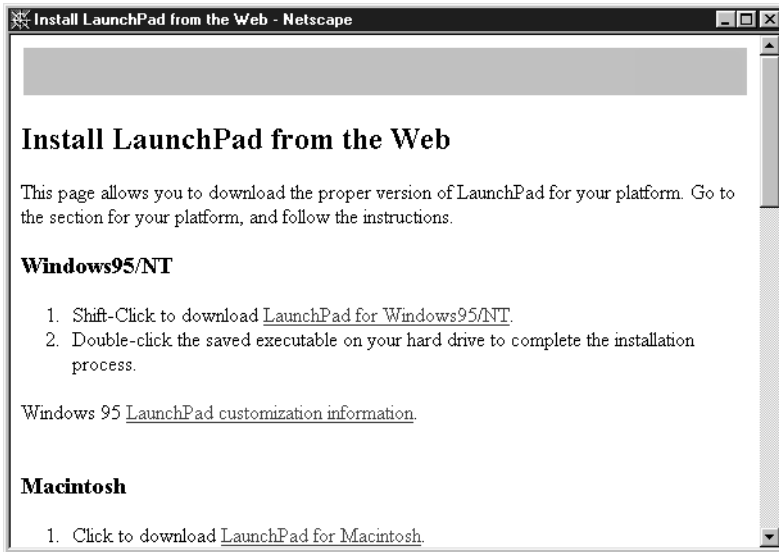 Install LaunchPad from the Web - Netscape
Install LaunchPad from the Web
This page allows you to download the proper version of LaunchPad for your platform. Go to
the section for your platform, and follow the instructions.
Windows95/NT
1. Shift-Click to download LaunchPad for Windows95/NT.
2. Double-click the saved executable on your hard drive to complete the installation
process.
Windows 95 LaunchPad customization information.
Macintosh
1. Click to download LaunchPad for Macintosh.